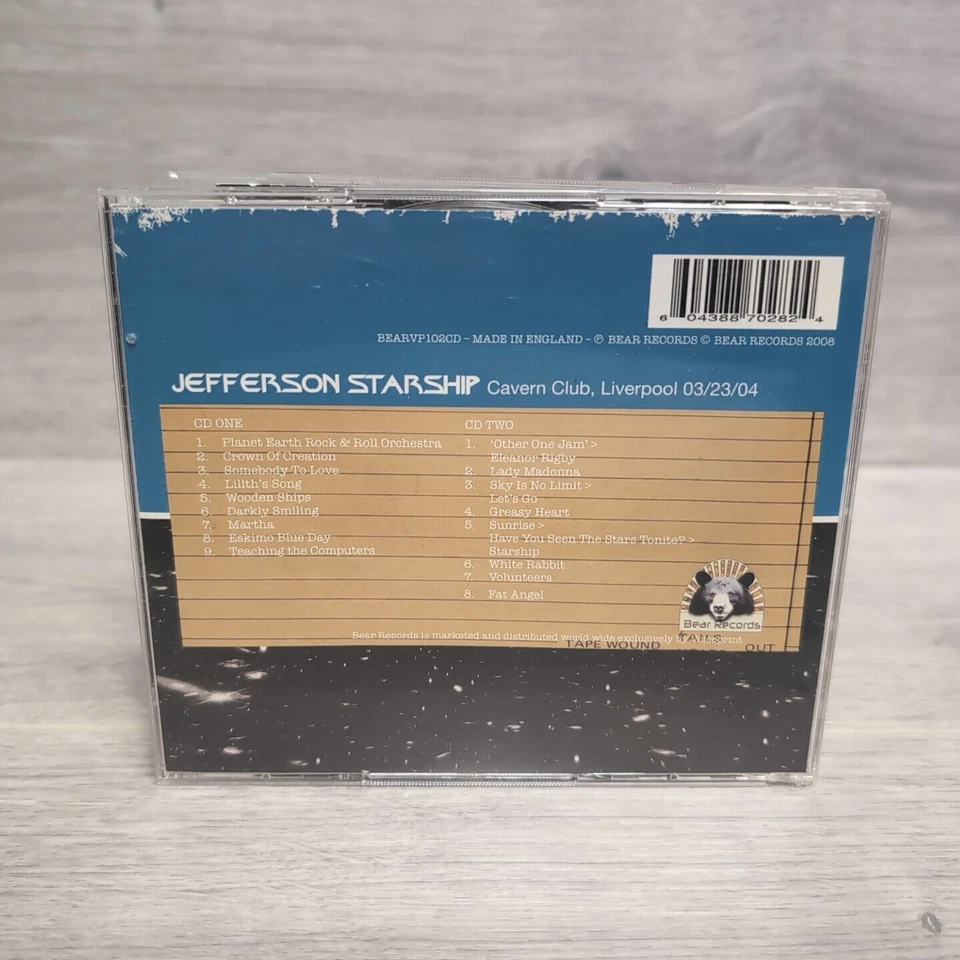 6 04388 70282 4
BEARVP102CD - MADE IN ENGLAND - ℗ BEAR RECORDS © BEAR RECORDS 2008
JEFFERSON STARSHIP Cavern Club, Liverpool 03/23/04
CD ONE
1. Planet Earth Rock & Roll Orchestra
2. Crown Of Creation
3. Somebody To Love
4. Lilith's Song
5. Wooden Ships
6. Darkly Smiling
7. Martha
8. Eskimo Blue Day
9. Teaching the Computers
CD TWO
1. 'Other One Jam' >
Eleanor Rigby
2. Lady Madonna
3. Sky Is No Limit >
Let's Go
4. Greasy Heart
5. Sunrise >
Have You Seen The Stars Tonite? >
Starship
6. White Rabbit
7. Volunteers
8. Fat Angel
Bear Records
Bear Records is marketed and distributed world wide exclusively by
TAPE WOUND
OUT